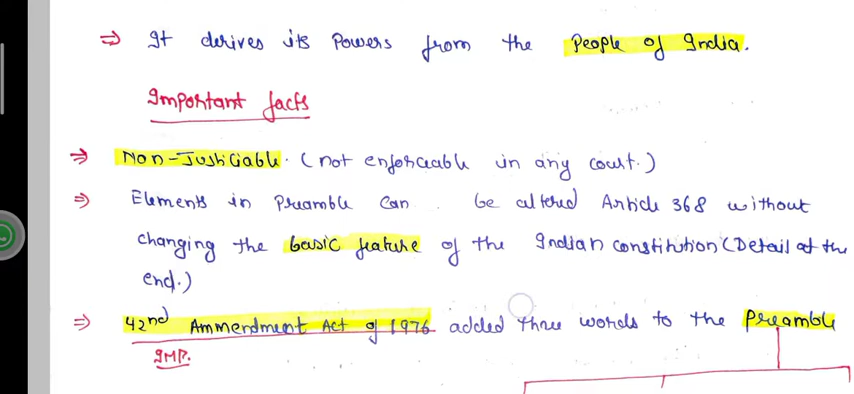 ⇒ It derives its Powers from the People of India.
Important facts
⇒ Non-Justiciable. (not enforceable in any court.)
⇒ Elements in Preamble can be altered Article 368 without
changing the basic feature of the Indian constitution (Detail at the
end.)
⇒ 42nd Ammendment Act of 1976 added three words to the Preamble
IMP.